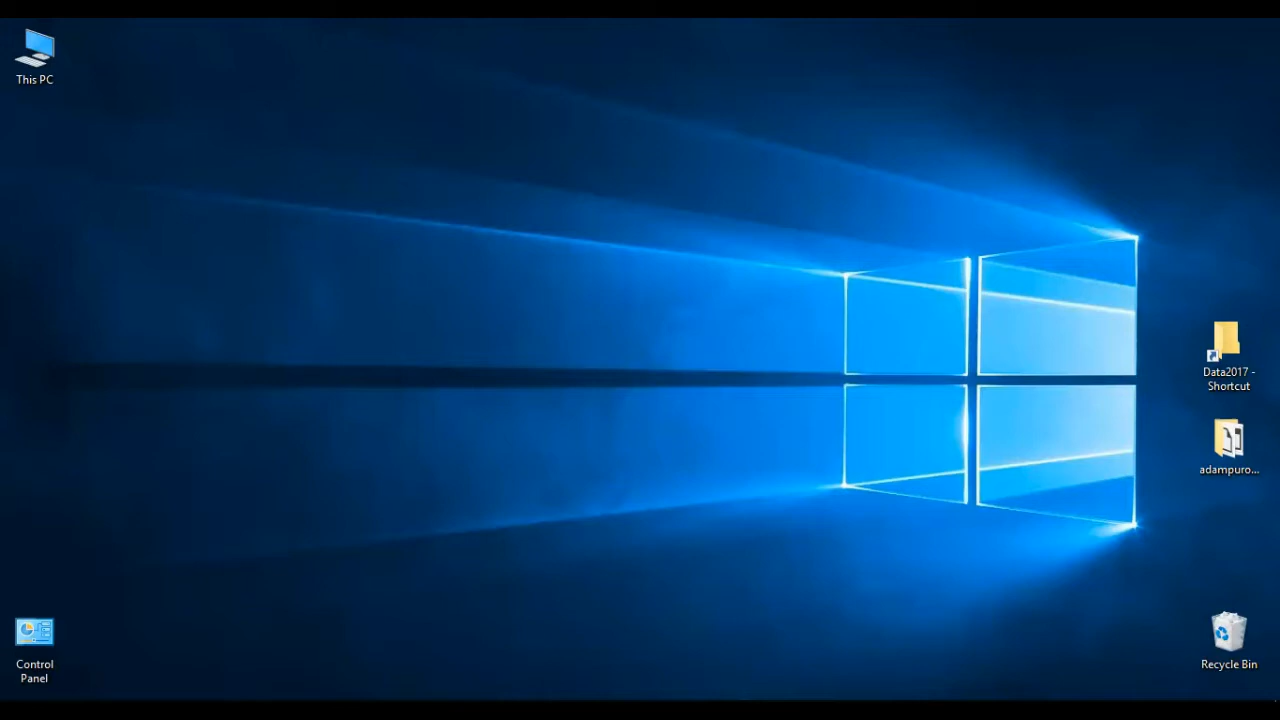 This PC
Data2017 -
Shortcut
adampuro...
Control
Panel
Recycle Bin